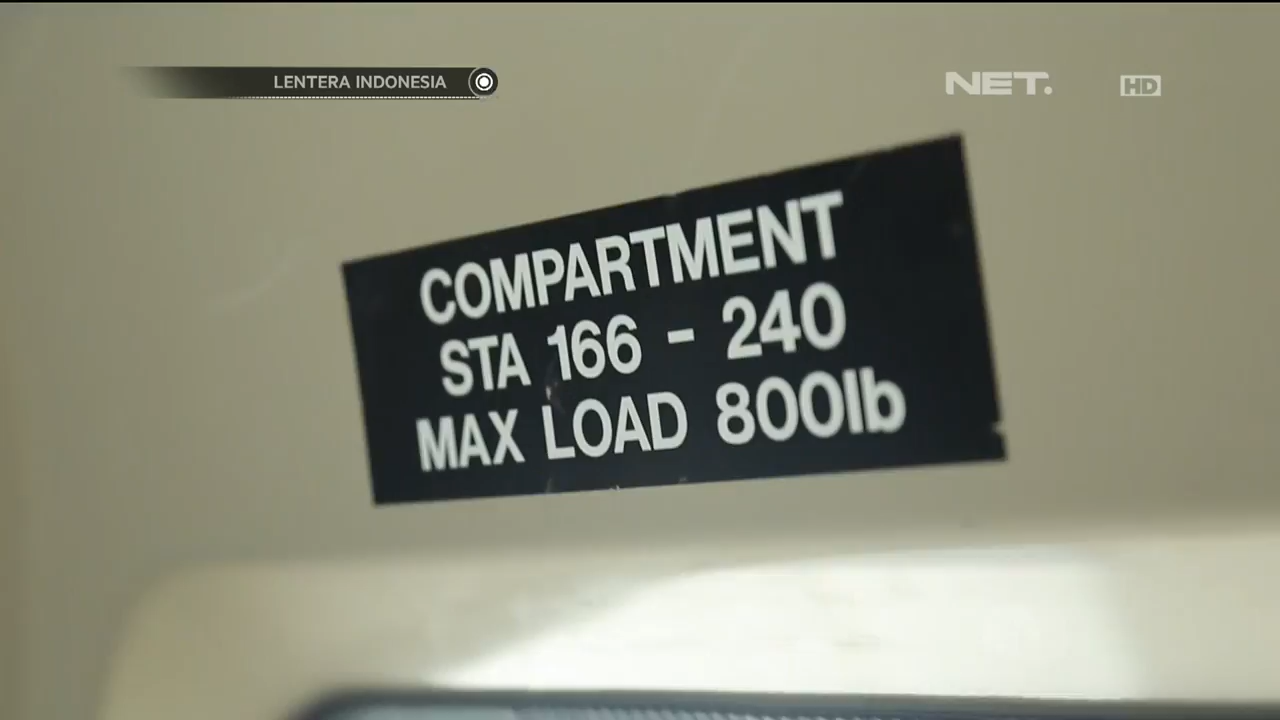 LENTERA INDONESIA
NET.
HD
COMPARTMENT
STA 166 - 240
MAX LOAD 800lb